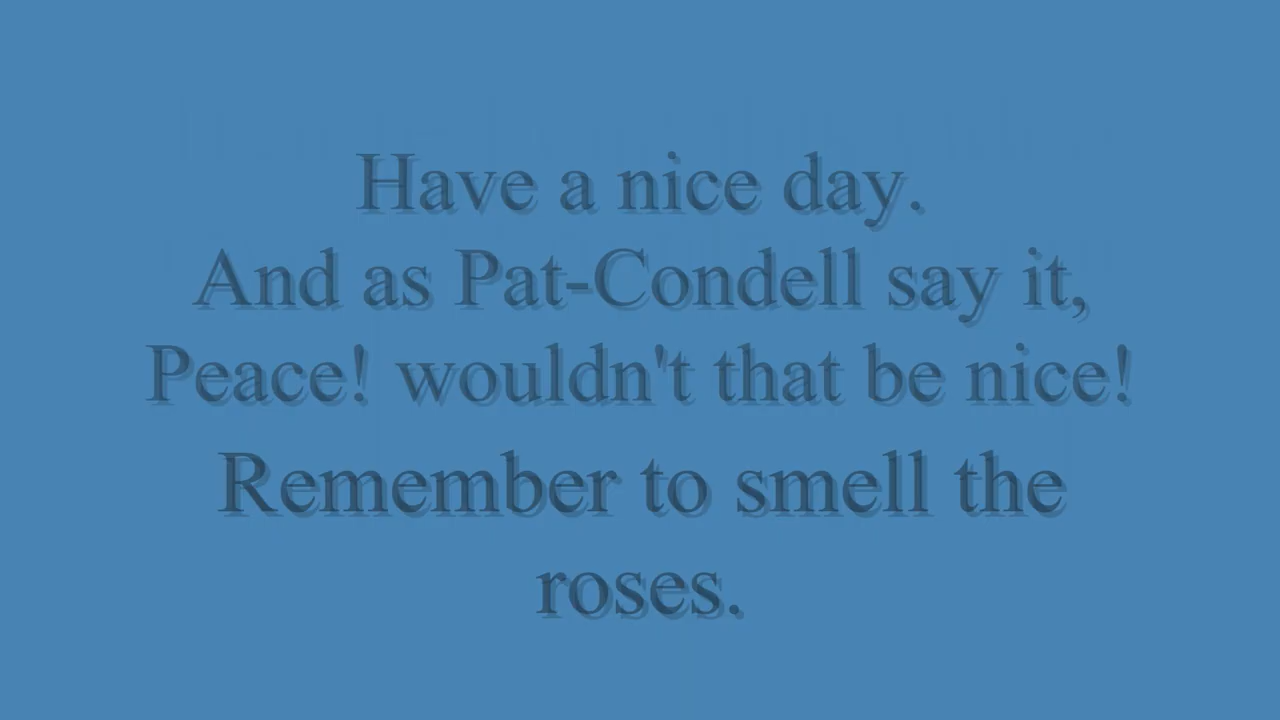 Have a nice day.
And as Pat-Condell say it,
Peace! wouldn't that be nice!
Remember to smell the
roses.